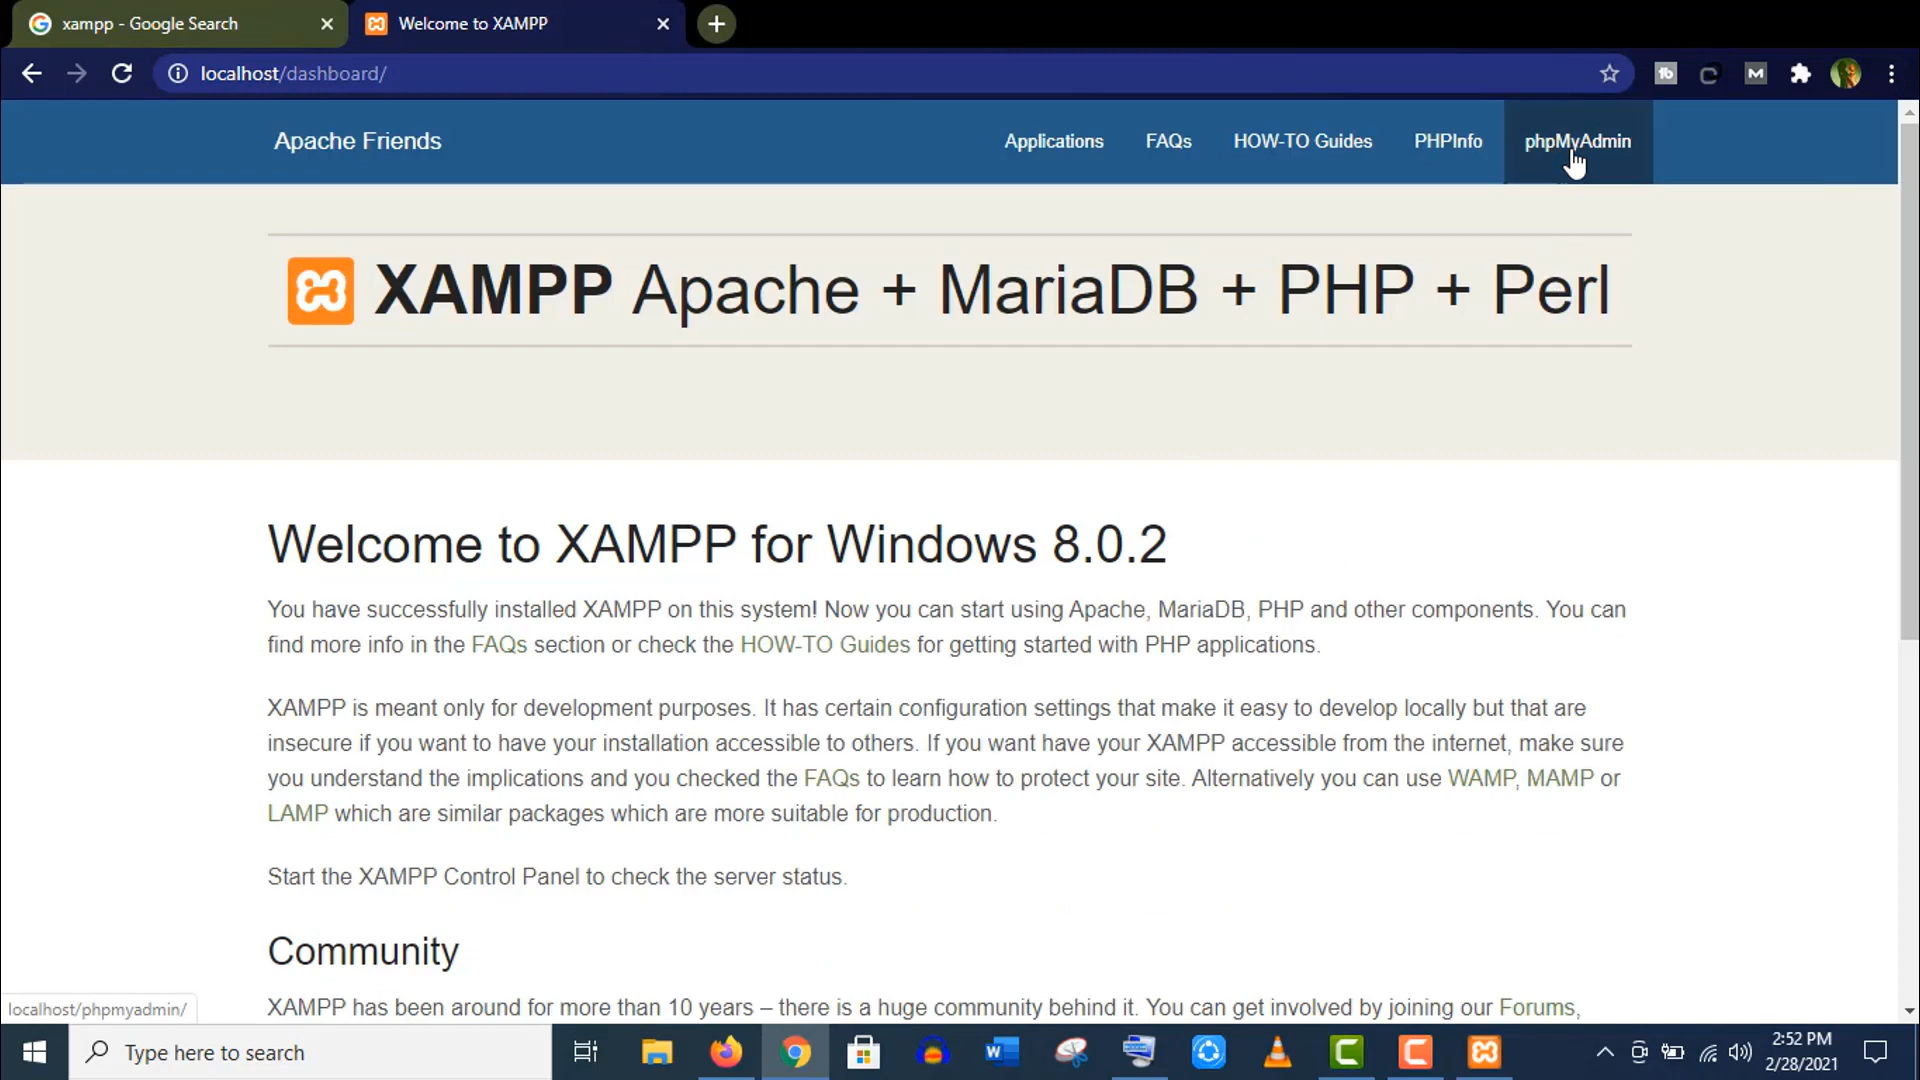 xampp - Google Search
Welcome to XAMPP
localhost/dashboard/
Apache Friends
Applications
FAQs
HOW-TO Guides
PHPInfo
phpMyAdmin
XAMPP Apache + MariaDB + PHP + Perl
Welcome to XAMPP for Windows 8.0.2
You have successfully installed XAMPP on this system! Now you can start using Apache, MariaDB, PHP and other components. You can
find more info in the FAQs section or check the HOW-TO Guides for getting started with PHP applications.
XAMPP is meant only for development purposes. It has certain configuration settings that make it easy to develop locally but that are
insecure if you want to have your installation accessible to others. If you want have your XAMPP accessible from the internet, make sure
you understand the implications and you checked the FAQs to learn how to protect your site. Alternatively you can use WAMP, MAMP or
LAMP which are similar packages which are more suitable for production.
Start the XAMPP Control Panel to check the server status.
Community
XAMPP has been around for more than 10 years – there is a huge community behind it. You can get involved by joining our Forums,
localhost/phpmyadmin/
Type here to search
2:52 PM
2/28/2021